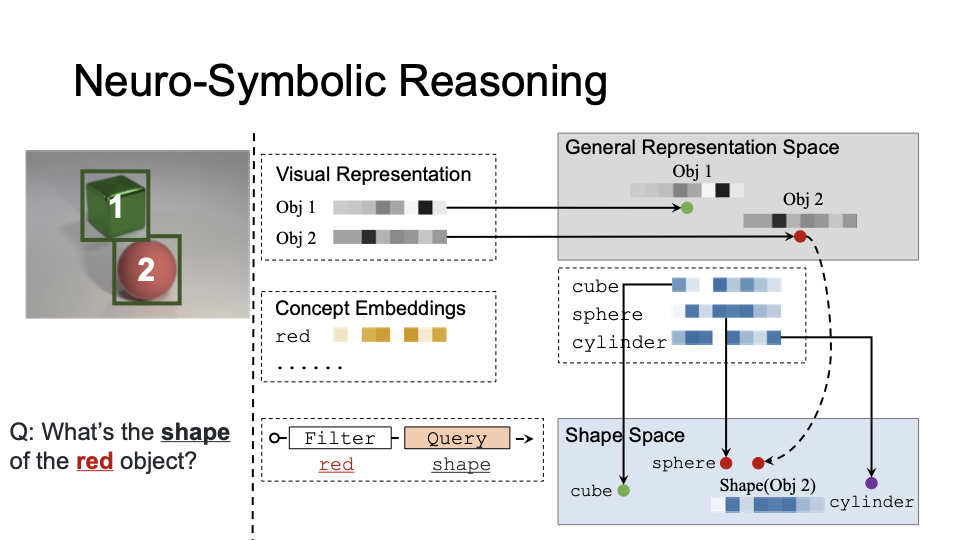 Neuro-Symbolic Reasoning
1
2
Q: What's the shape
of the red object?
Visual Representation
Obj 1
Obj 2
Concept Embeddings
red
......
Filter
Query
red
shape
General Representation Space
Obj 1
Obj 2
cube
sphere
cylinder
Shape Space
sphere
Shape(Obj 2)
cube
cylinder